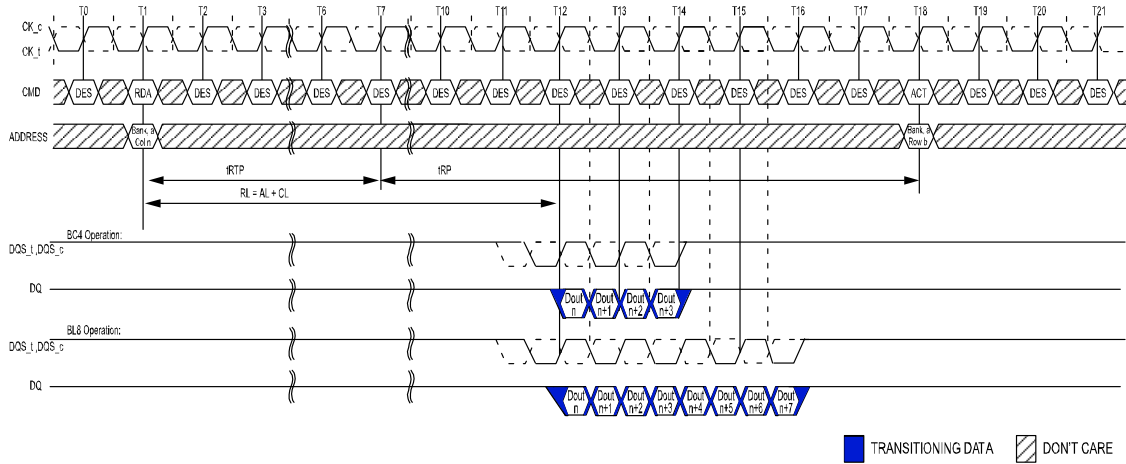 T0 T1 T2 T3 T6 T7 T10 T11 T12 T13 T14 T15 T16 T17 T18 T19 T20 T21
CK_c
CK_t
CMD DES RDA DES DES DES DES DES DES DES DES DES DES DES DES ACT DES DES DES
ADDRESS Bank, a Bank, a
Col n Row b
tRTP tRP
RL = AL + CL
BC4 Operation:
DQS_t ,DQS_c
DQ Dout Dout Dout Dout
n n+1 n+2 n+3
BL8 Operation:
DQS_t ,DQS_c
DQ Dout Dout Dout Dout Dout Dout Dout Dout
n n+1 n+2 n+3 n+4 n+5 n+6 n+7
TRANSITIONING DATA DON'T CARE